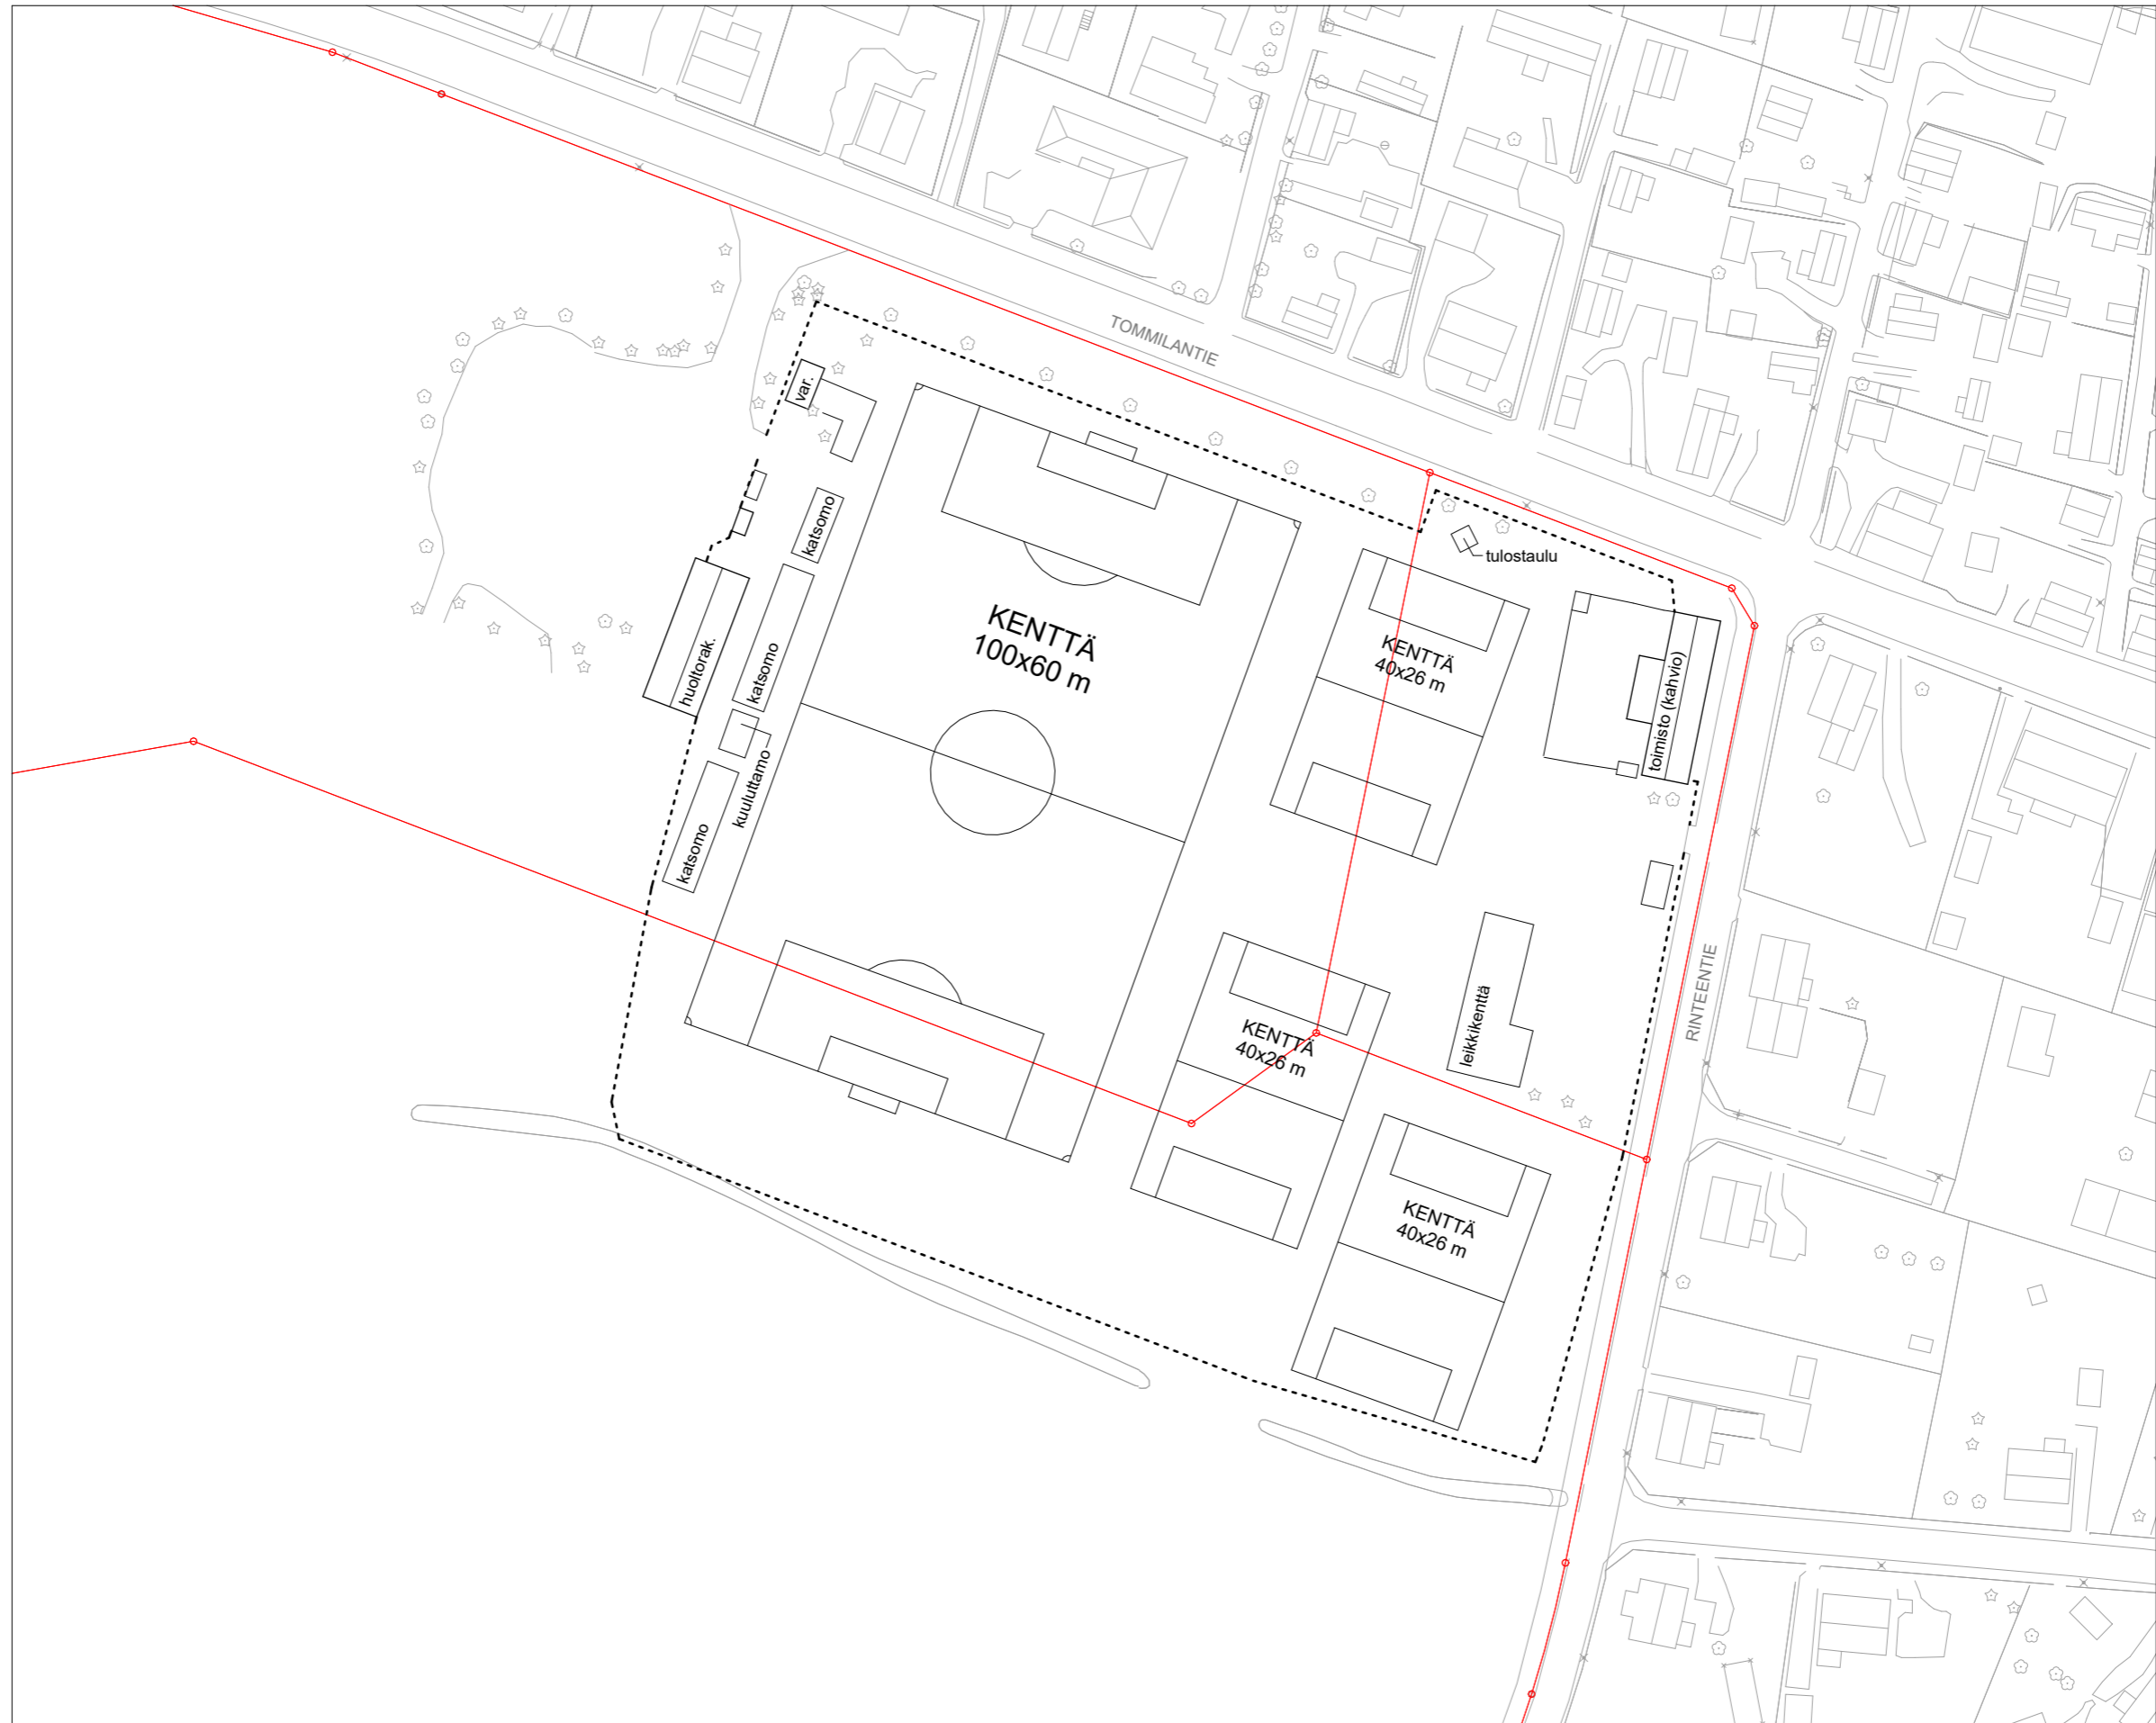 TOMMILANTIE
var.
katsomo
tulostaulu
KENTTÄ
100x60 m
KENTTÄ
40x26 m
huoltorak.
katsomo
toimisto (kahvio)
kuuluttamo
katsomo
RINTEENTIE
leikkikenttä
KENTTÄ
40x26 m
KENTTÄ
40x26 m